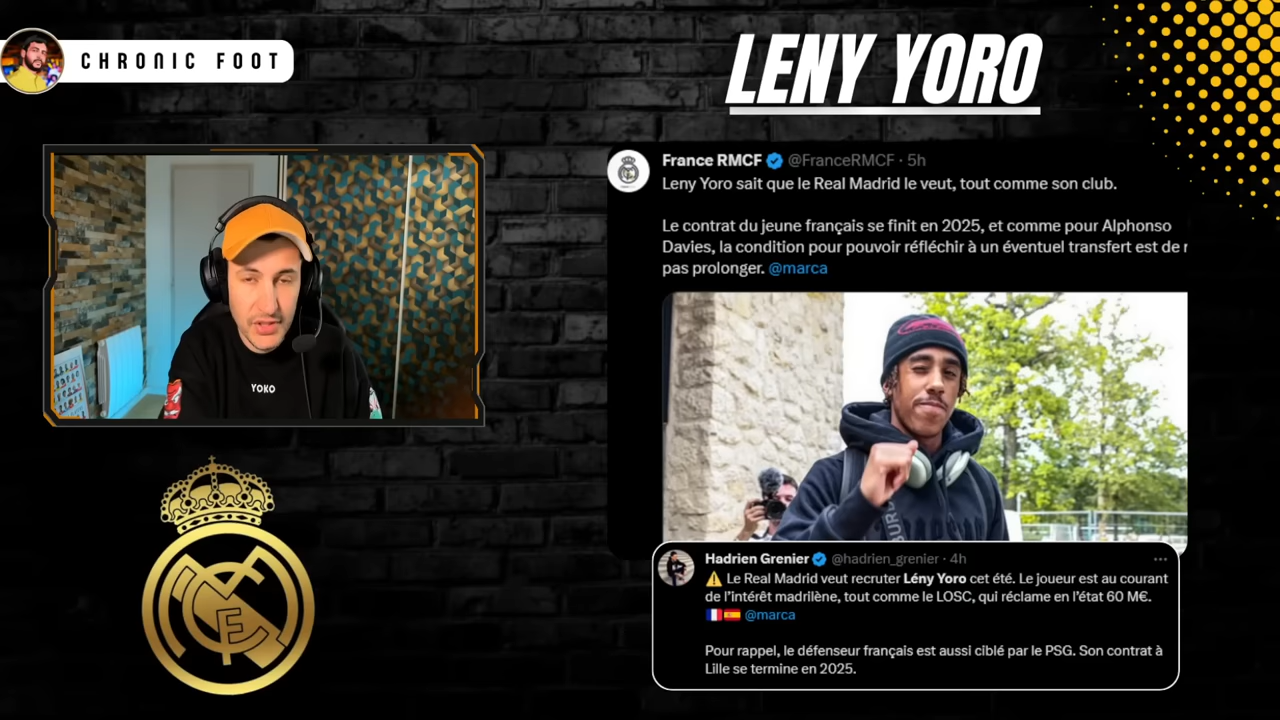 CHRONIC FOOT
LENY YORO
France RMCF @FranceRMCF · 5h
Leny Yoro sait que le Real Madrid le veut, tout comme son club.
Le contrat du jeune français se finit en 2025, et comme pour Alphonso
Davies, la condition pour pouvoir réfléchir à un éventuel transfert est de
pas prolonger. @marca
YOKO
Hadrien Grenier @hadrien_grenier · 4h
⚠️ Le Real Madrid veut recruter Lény Yoro cet été. Le joueur est au courant
de l'intérêt madrilène, tout comme le LOSC, qui réclame en l'état 60 M€.
🇫🇷🇪🇸 @marca
Pour rappel, le défenseur français est aussi ciblé par le PSG. Son contrat à
Lille se termine en 2025.